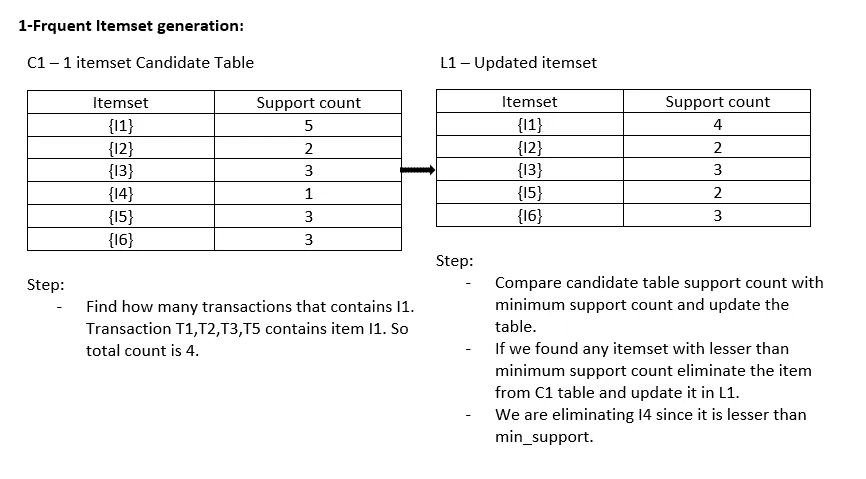 1-Frquent Itemset generation:
C1 – 1 itemset Candidate Table
Itemset Support count
{I1} 5
{I2} 2
{I3} 3
{I4} 1
{I5} 3
{I6} 3
Step:
- Find how many transactions that contains I1.
Transaction T1,T2,T3,T5 contains item I1. So
total count is 4.
L1 – Updated itemset
Itemset Support count
{I1} 4
{I2} 2
{I3} 3
{I5} 2
{I6} 3
Step:
- Compare candidate table support count with
minimum support count and update the
table.
- If we found any itemset with lesser than
minimum support count eliminate the item
from C1 table and update it in L1.
- We are eliminating I4 since it is lesser than
min_support.